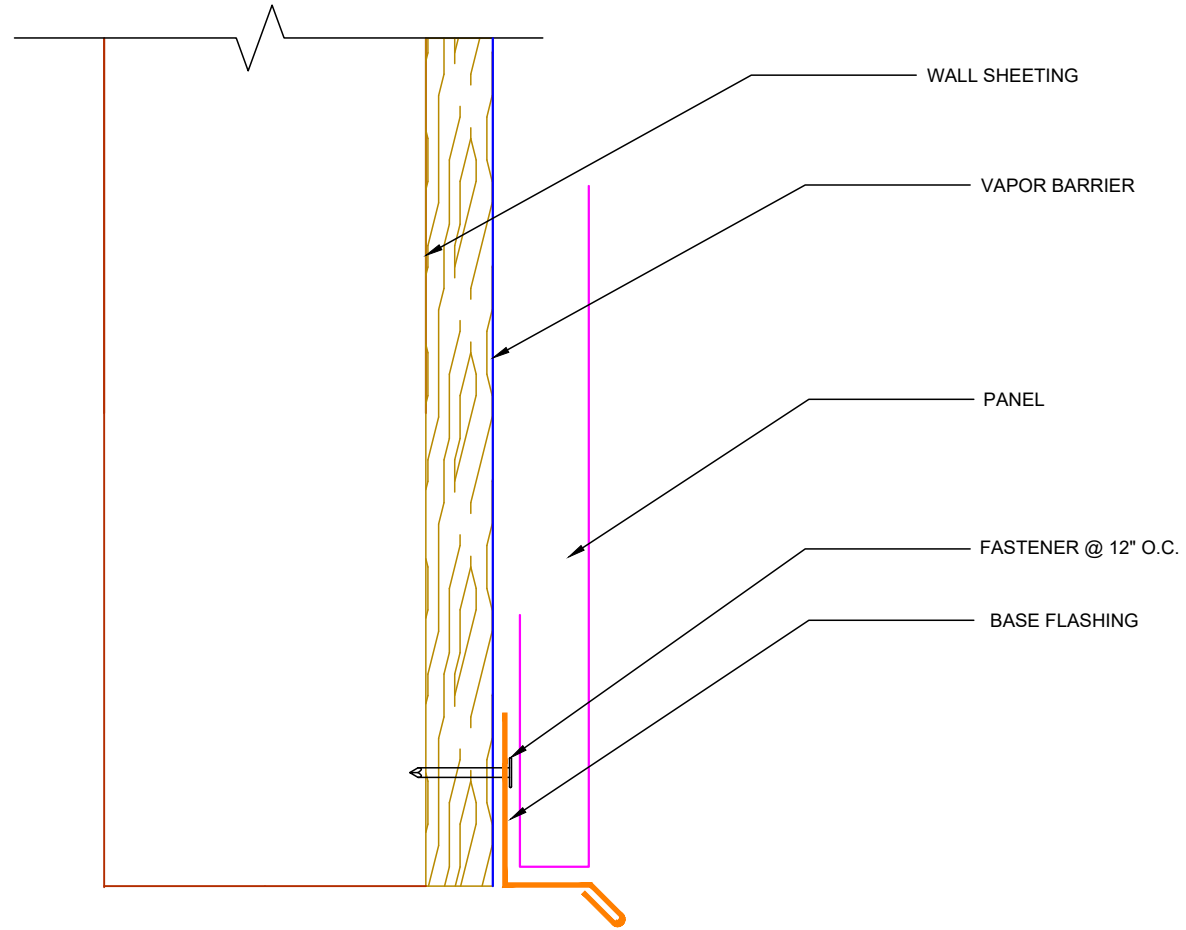 WALL SHEETING
VAPOR BARRIER
PANEL
FASTENER @ 12" O.C.
BASE FLASHING